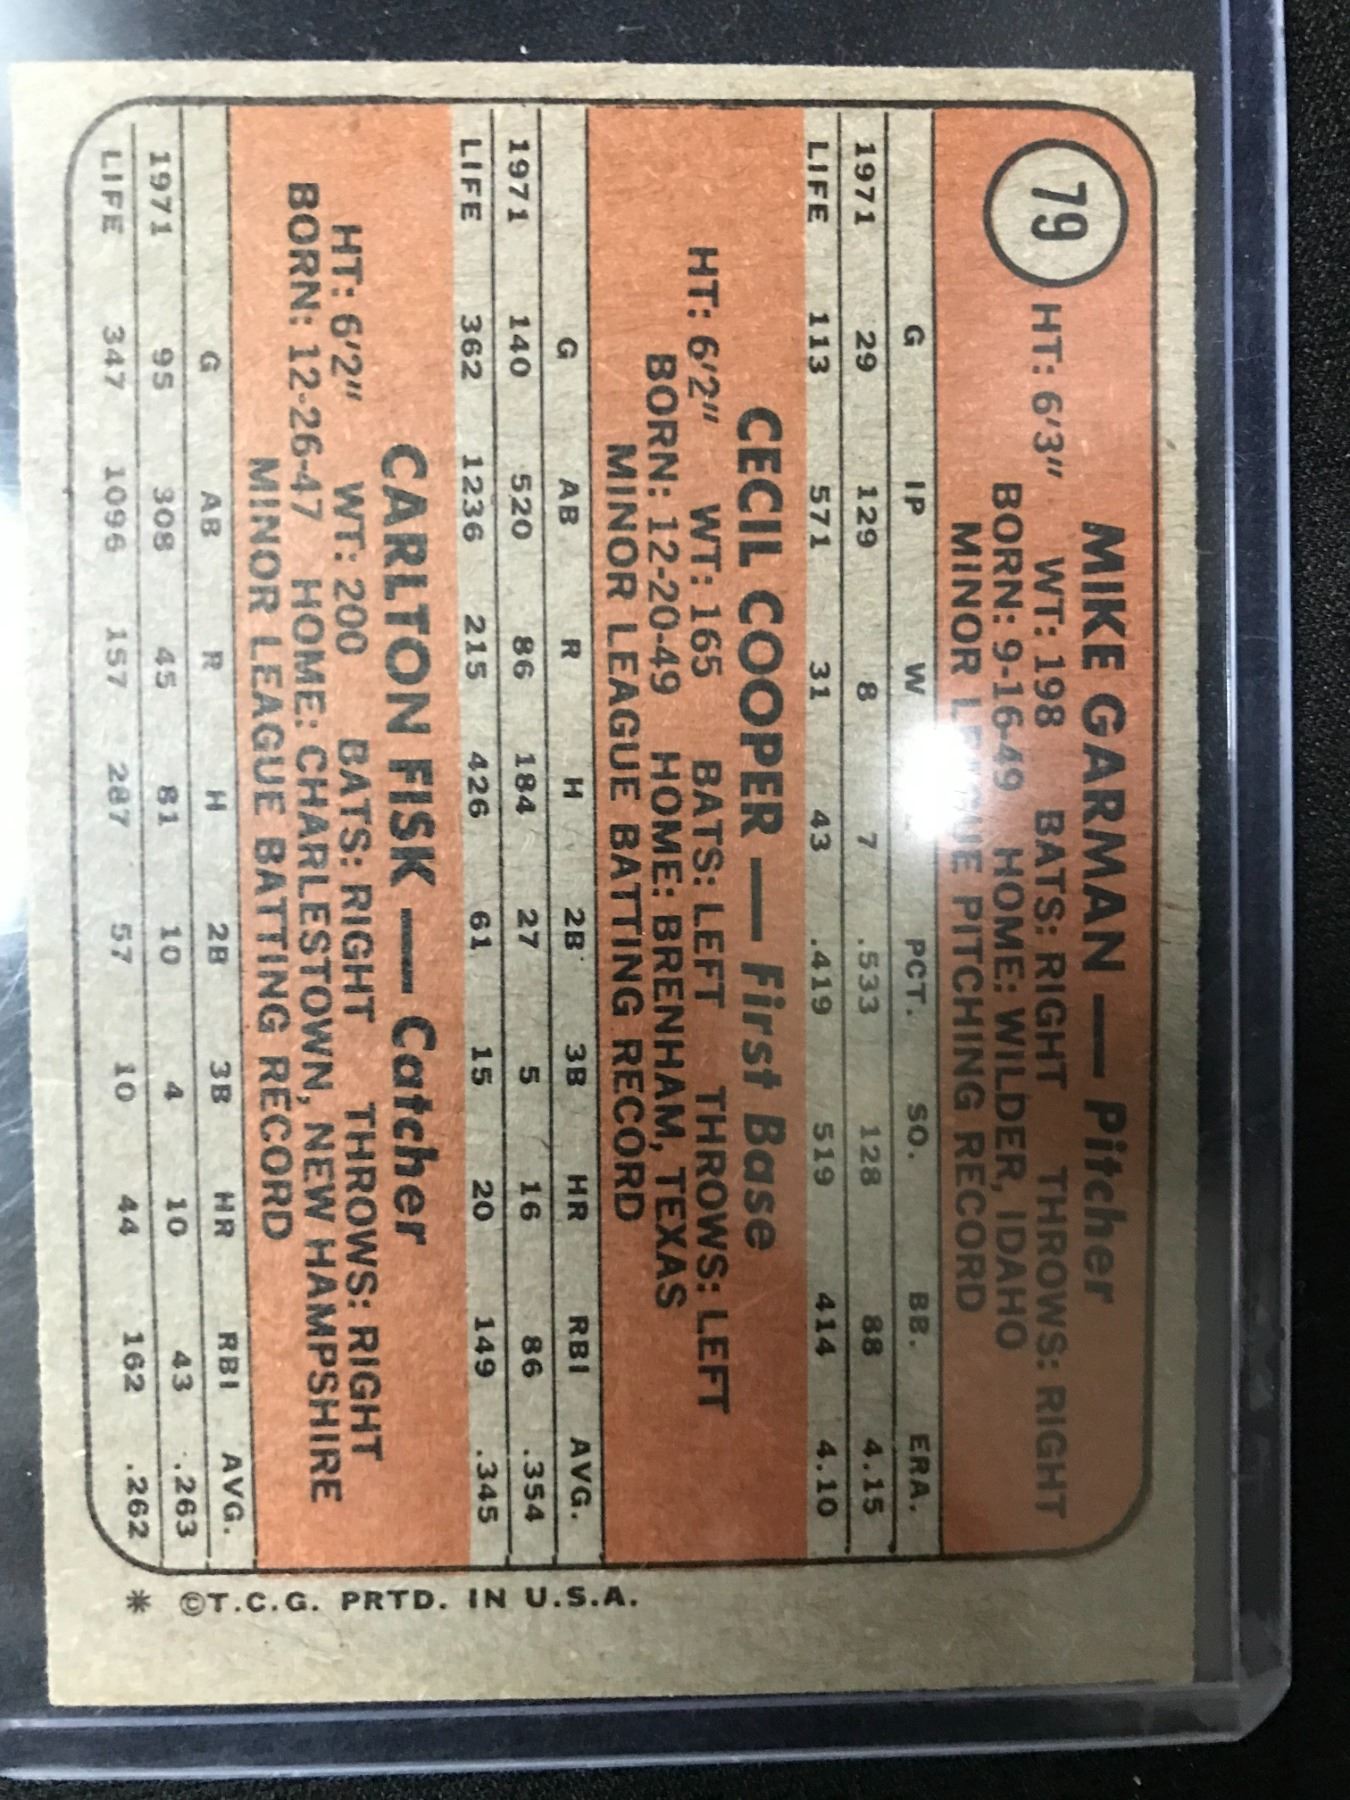 79
MIKE GARMAN — Pitcher
HT: 6'3" WT: 198 BATS: RIGHT THROWS: RIGHT
BORN: 9-16-49 HOME: WILDER, IDAHO
MINOR LEAGUE PITCHING RECORD
G IP W PCT. SO. BB. ERA.
1971 29 129 8 7 .533 128 88 4.15
LIFE 113 571 31 43 .419 519 414 4.10
CECIL COOPER — First Base
HT: 6'2" WT: 165 BATS: LEFT THROWS: LEFT
BORN: 12-20-49 HOME: BRENHAM, TEXAS
MINOR LEAGUE BATTING RECORD
G AB R H 2B 3B HR RBI AVG.
1971 140 520 86 184 27 5 16 86 .354
LIFE 362 1236 215 426 61 15 20 149 .345
CARLTON FISK — Catcher
HT: 6'2" WT: 200 BATS: RIGHT THROWS: RIGHT
BORN: 12-26-47 HOME: CHARLESTOWN, NEW HAMPSHIRE
MINOR LEAGUE BATTING RECORD
G AB R H 2B 3B HR RBI AVG.
1971 95 308 45 81 10 4 10 43 .263
LIFE 347 1096 157 287 57 10 44 162 .262
* ©T.C.G. PRTD. IN U.S.A.